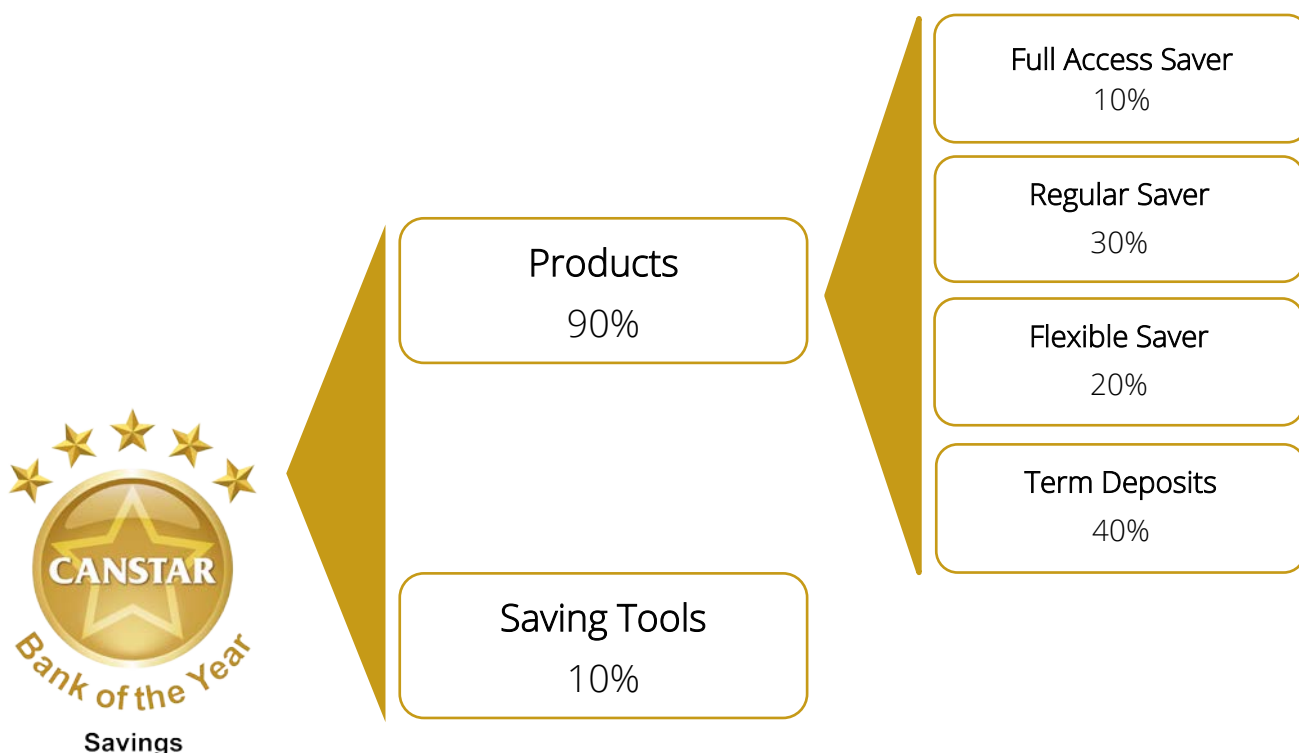 CANSTAR
Bank of the Year
Savings
Products
90%
Saving Tools
10%
Full Access Saver
10%
Regular Saver
30%
Flexible Saver
20%
Term Deposits
40%